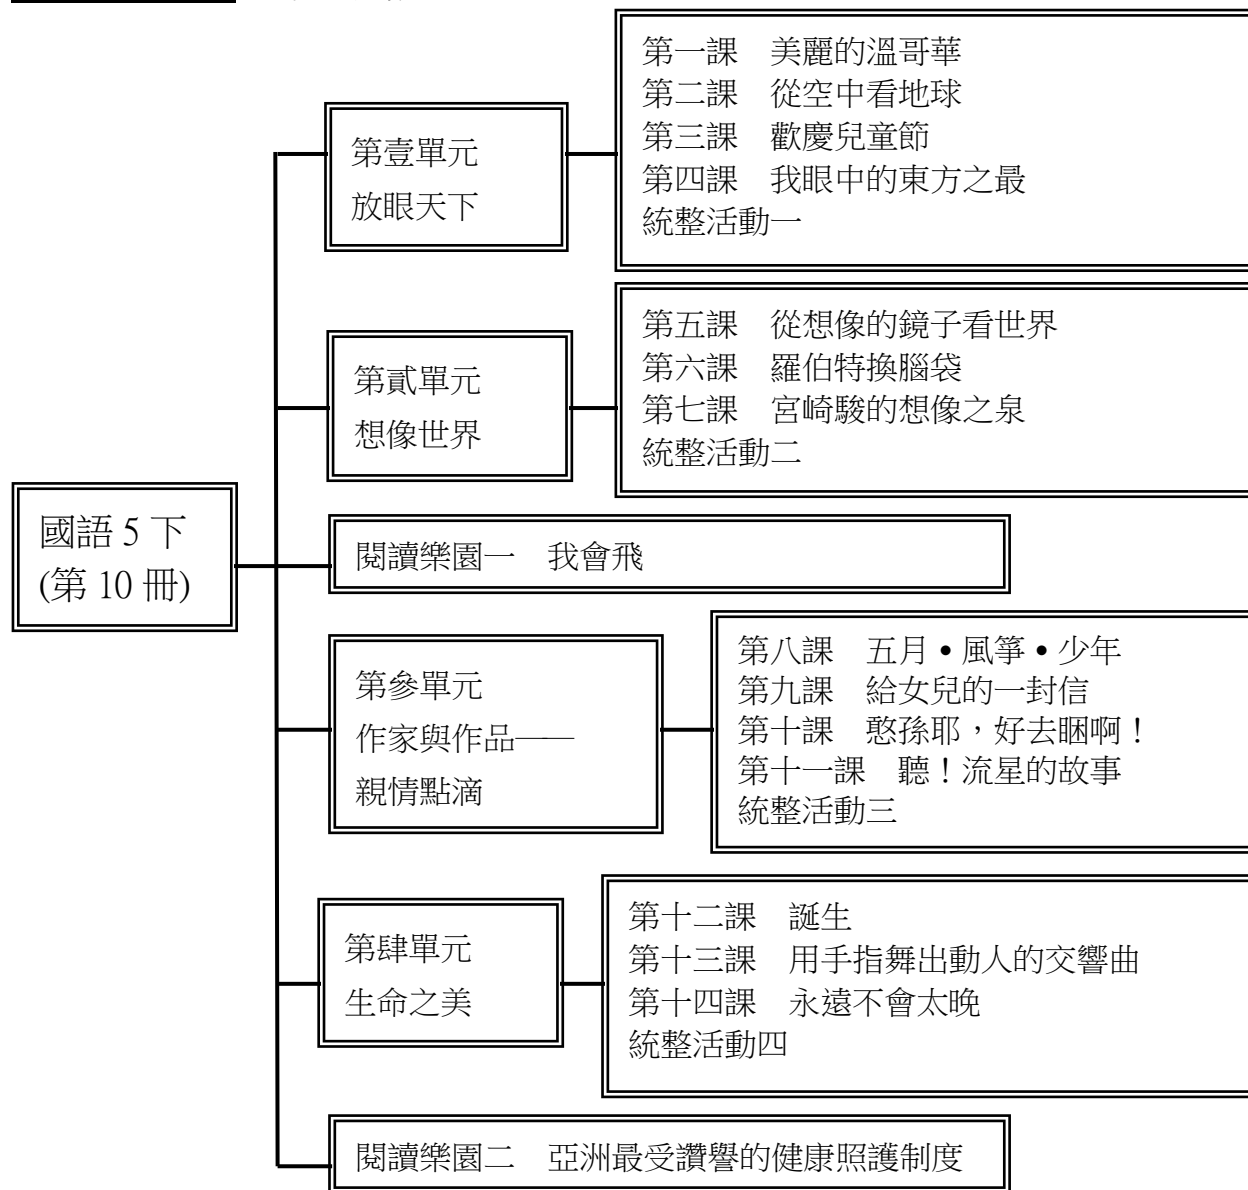 國語 5 下
(第 10 冊)
第壹單元
放眼天下
第一課　美麗的溫哥華
第二課　從空中看地球
第三課　歡慶兒童節
第四課　我眼中的東方之最
統整活動一
第貳單元
想像世界
第五課　從想像的鏡子看世界
第六課　羅伯特換腦袋
第七課　宮崎駿的想像之泉
統整活動二
閱讀樂園一　我會飛
第參單元
作家與作品——
親情點滴
第八課　五月•風箏•少年
第九課　給女兒的一封信
第十課　憨孫耶，好去睏啊！
第十一課　聽！流星的故事
統整活動三
第肆單元
生命之美
第十二課　誕生
第十三課　用手指舞出動人的交響曲
第十四課　永遠不會太晚
統整活動四
閱讀樂園二　亞洲最受讚譽的健康照護制度